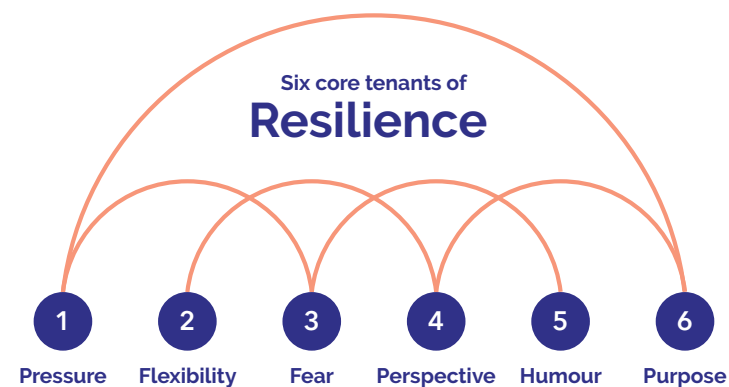 Six core tenants of
Resilience
1 2 3 4 5 6
Pressure Flexibility Fear Perspective Humour Purpose